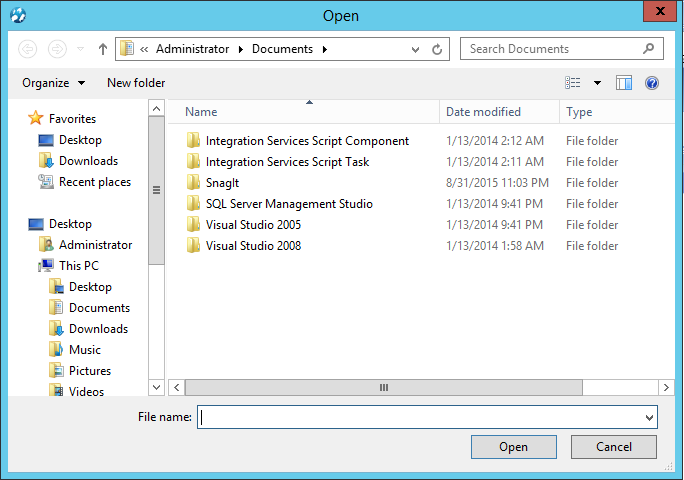 Open
« Administrator Documents
Search Documents
Organize New folder
Favorites
Desktop
Downloads
Recent places
Desktop
Administrator
This PC
Desktop
Documents
Downloads
Music
Pictures
Videos
Name Date modified Type
Integration Services Script Component 1/13/2014 2:12 AM File folder
Integration Services Script Task 1/13/2014 2:11 AM File folder
SnagIt 8/31/2015 11:03 PM File folder
SQL Server Management Studio 1/13/2014 9:41 PM File folder
Visual Studio 2005 1/13/2014 9:41 PM File folder
Visual Studio 2008 1/13/2014 1:58 AM File folder
File name:
Open Cancel